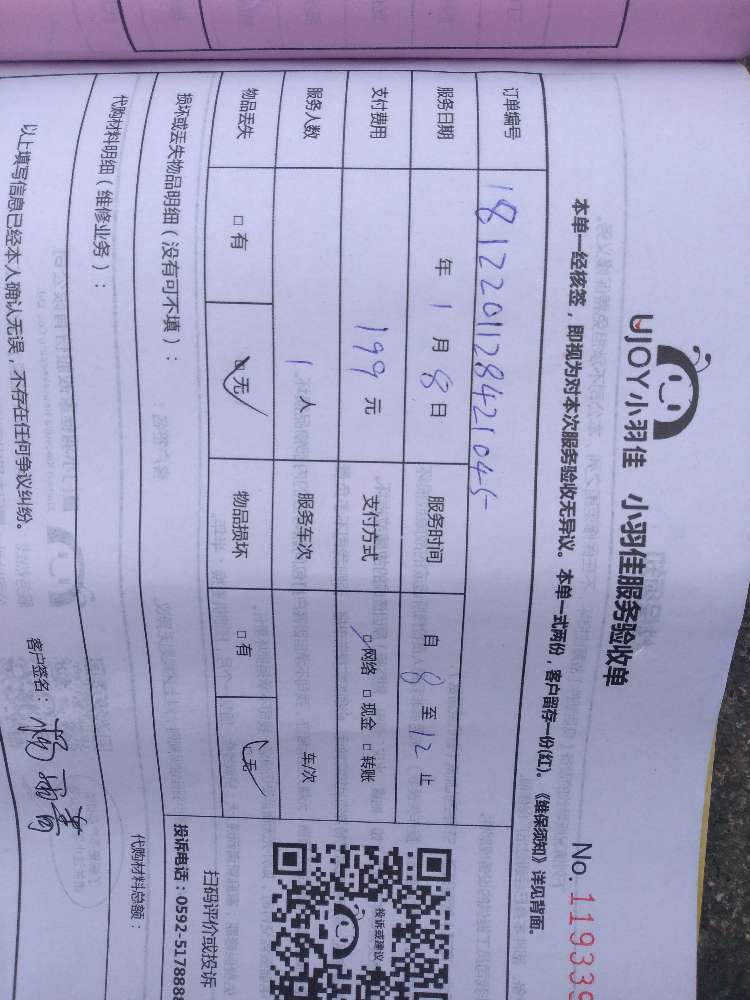 UJOY小羽佳 小羽佳服务验收单
No. 119339
本单一经核签，即视为对本次服务验收无异议。本单一式两份，客户留存一份(红)。《维保须知》详见背面。
订单编号 1812201128421045
服务日期 年 1 月 8 日 服务时间 自 8 至 12 止
支付费用 199 元 支付方式 □网络 □现金 □转账
服务人数 1 人 服务车次 车/次
物品丢失 □有 □无 物品损坏 □有 □无
投诉或建议
扫码评价或投诉
投诉电话：0592-5178888
损坏或丢失物品明细（没有可不填）：
代购材料明细（维修业务）： 代购材料总额：
以上填写信息已经本人确认无误，不存在任何争议纠纷。 客户签名：